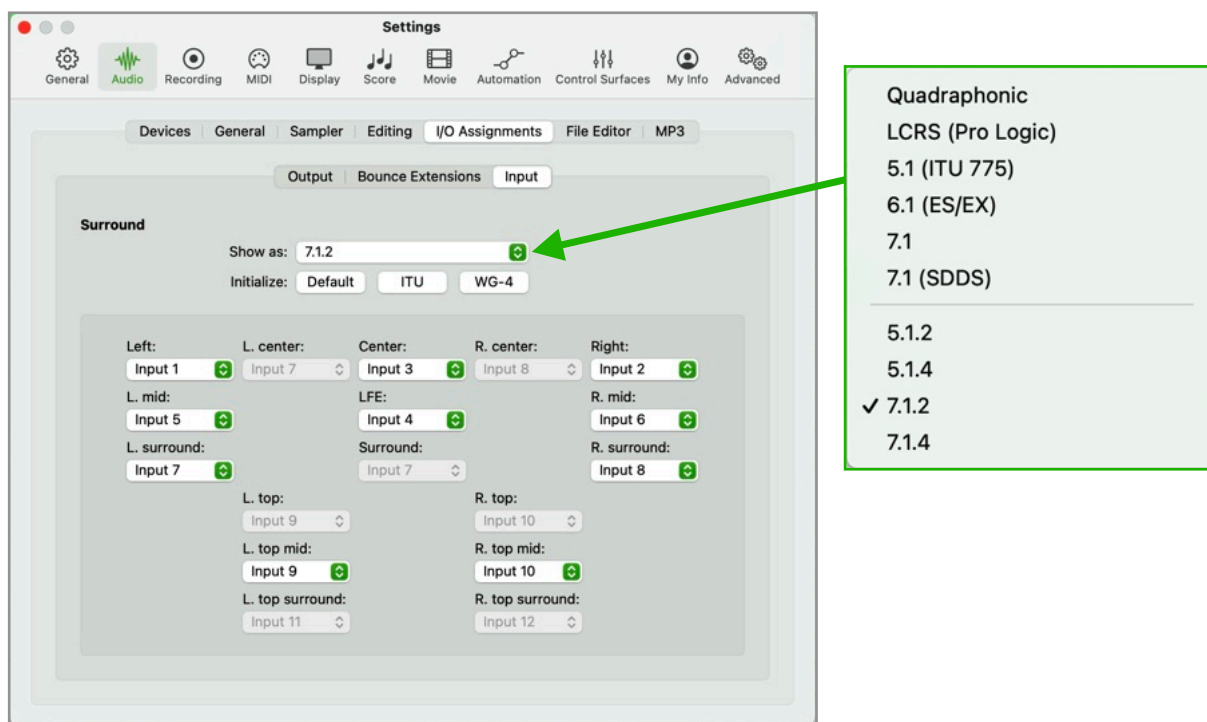 Settings
General Audio Recording MIDI Display Score Movie Automation Control Surfaces My Info Advanced
Devices General Sampler Editing I/O Assignments File Editor MP3
Output Bounce Extensions Input
Surround
Show as: 7.1.2
Initialize: Default ITU WG-4
Left: L. center: Center: R. center: Right:
Input 1 Input 7 Input 3 Input 8 Input 2
L. mid: LFE: R. mid:
Input 5 Input 4 Input 6
L. surround: Surround: R. surround:
Input 7 Input 7 Input 8
L. top: R. top:
Input 9 Input 10
L. top mid: R. top mid:
Input 9 Input 10
L. top surround: R. top surround:
Input 11 Input 12
Quadraphonic
LCRS (Pro Logic)
5.1 (ITU 775)
6.1 (ES/EX)
7.1
7.1 (SDDS)
5.1.2
5.1.4
✓ 7.1.2
7.1.4